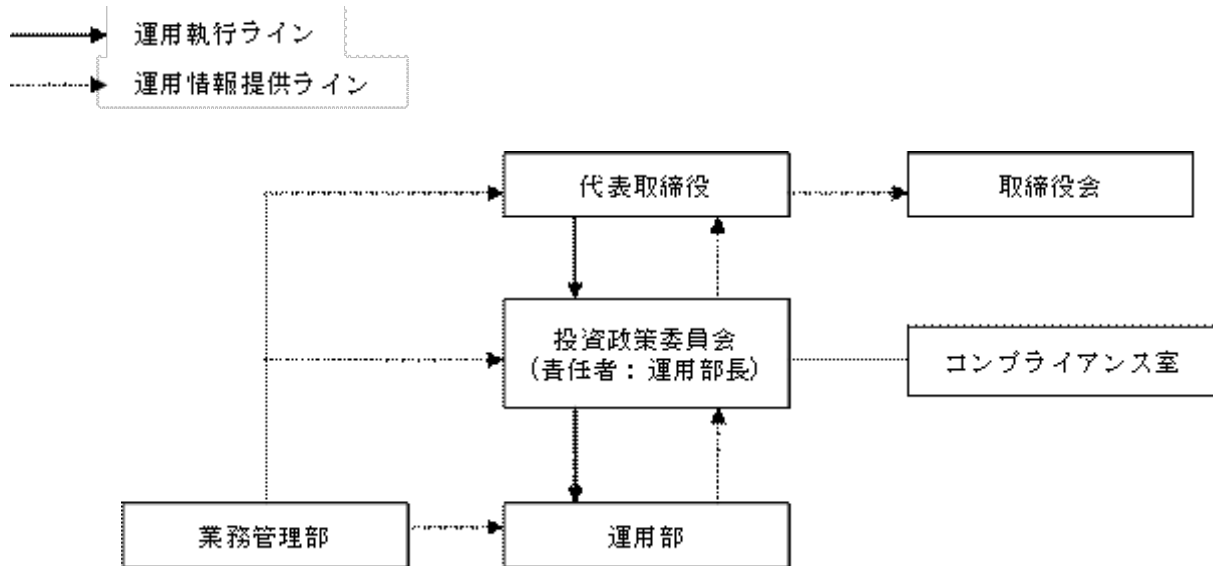 運用執行ライン
運用情報提供ライン
代表取締役
取締役会
投資政策委員会
(責任者：運用部長)
コンプライアンス室
業務管理部
運用部